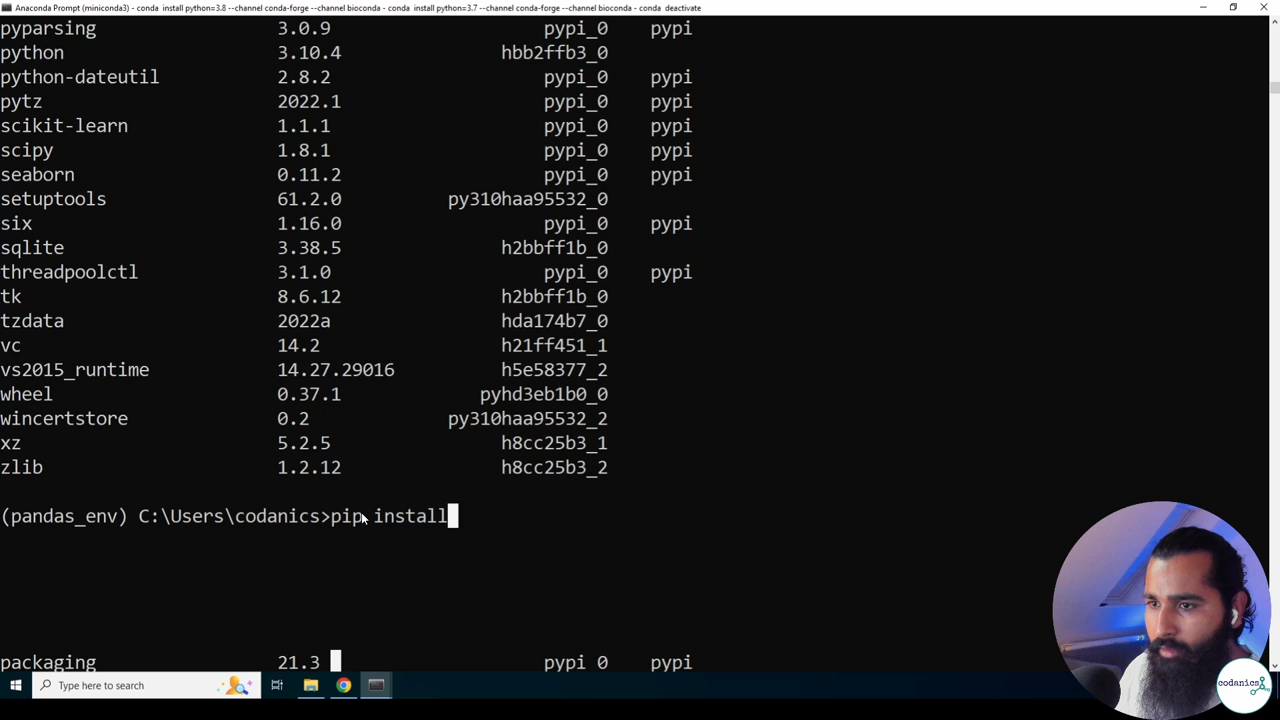 Anaconda Prompt (miniconda3) - conda install python=3.8 --channel conda-forge --channel bioconda - conda install python=3.7 --channel conda-forge --channel bioconda - conda deactivate
pyparsing 3.0.9 pypi_0 pypi
python 3.10.4 hbb2ffb3_0
python-dateutil 2.8.2 pypi_0 pypi
pytz 2022.1 pypi_0 pypi
scikit-learn 1.1.1 pypi_0 pypi
scipy 1.8.1 pypi_0 pypi
seaborn 0.11.2 pypi_0 pypi
setuptools 61.2.0 py310haa95532_0
six 1.16.0 pypi_0 pypi
sqlite 3.38.5 h2bbff1b_0
threadpoolctl 3.1.0 pypi_0 pypi
tk 8.6.12 h2bbff1b_0
tzdata 2022a hda174b7_0
vc 14.2 h21ff451_1
vs2015_runtime 14.27.29016 h5e58377_2
wheel 0.37.1 pyhd3eb1b0_0
wincertstore 0.2 py310haa95532_2
xz 5.2.5 h8cc25b3_1
zlib 1.2.12 h8cc25b3_2
(pandas_env) C:\Users\codanics>pip install
packaging 21.3 pypi 0 pypi
Type here to search
codanics